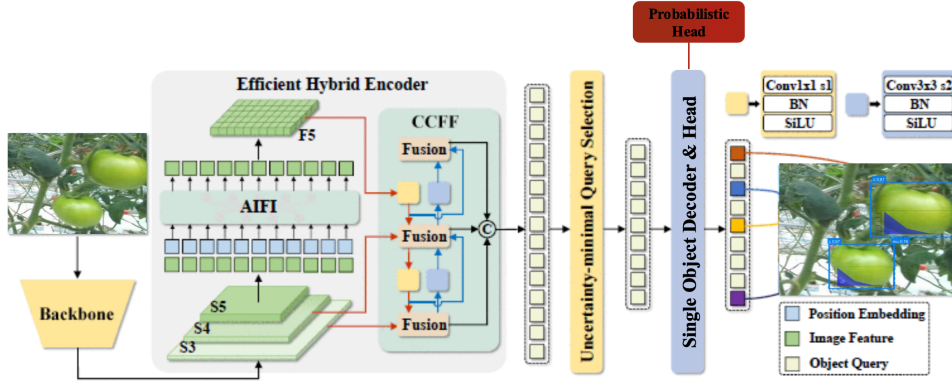 Probabilistic
Head
Efficient Hybrid Encoder
F5
CCFF
Fusion
AIFI
Fusion
Fusion
S5
S4
S3
C
Backbone
Uncertainty-minimal Query Selection
Single Object Decoder & Head
Conv1x1 s1
BN
SiLU
Conv3x3 s2
BN
SiLU
Position Embedding
Image Feature
Object Query